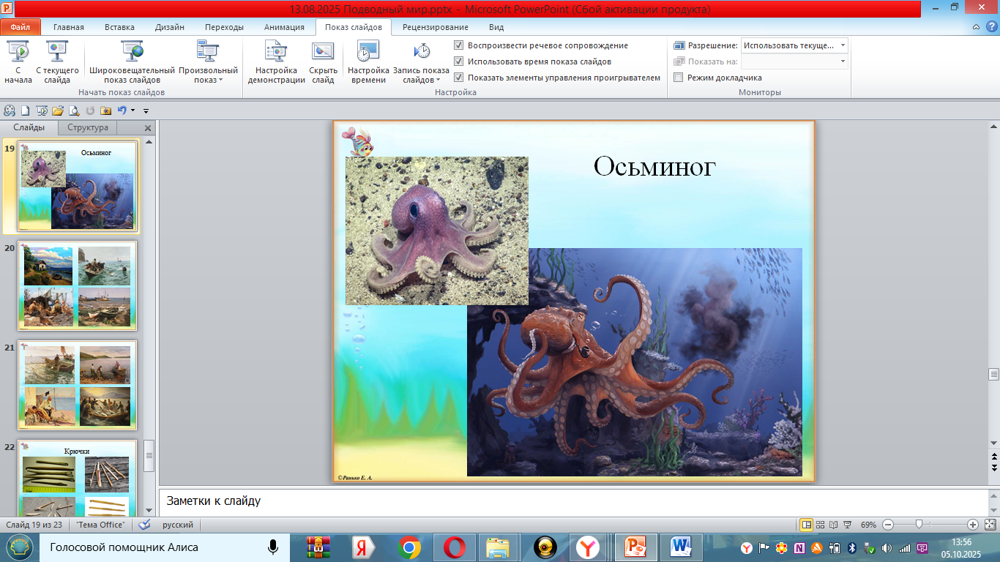 13.08.2025 Подводный мир.pptx - Microsoft PowerPoint (Сбой активации продукта)
Файл Главная Вставка Дизайн Переходы Анимация Показ слайдов Рецензирование Вид
С начала
С текущего слайда
Широковещательный показ слайдов
Произвольный показ
Начать показ слайдов
Настройка демонстрации
Скрыть слайд
Настройка времени
Запись показа слайдов
Воспроизвести речевое сопровождение
Использовать время показа слайдов
Показать элементы управления проигрывателем
Настройка
Разрешение: Использовать текуще...
Показать на:
Режим докладчика
Мониторы
Слайды Структура
19
Осьминог
20
21
22
Крючки
Осьминог
©Ранько Е. А.
Заметки к слайду
Слайд 19 из 23 "Тема Office" русский 69%
Голосовой помощник Алиса
13:56
05.10.2025